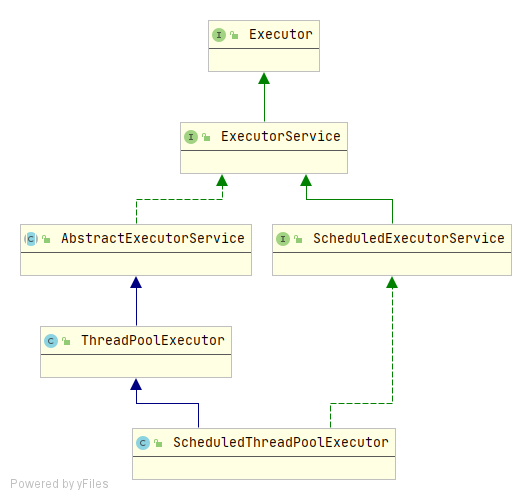 Executor
ExecutorService
AbstractExecutorService
ScheduledExecutorService
ThreadPoolExecutor
ScheduledThreadPoolExecutor
Powered by yFiles